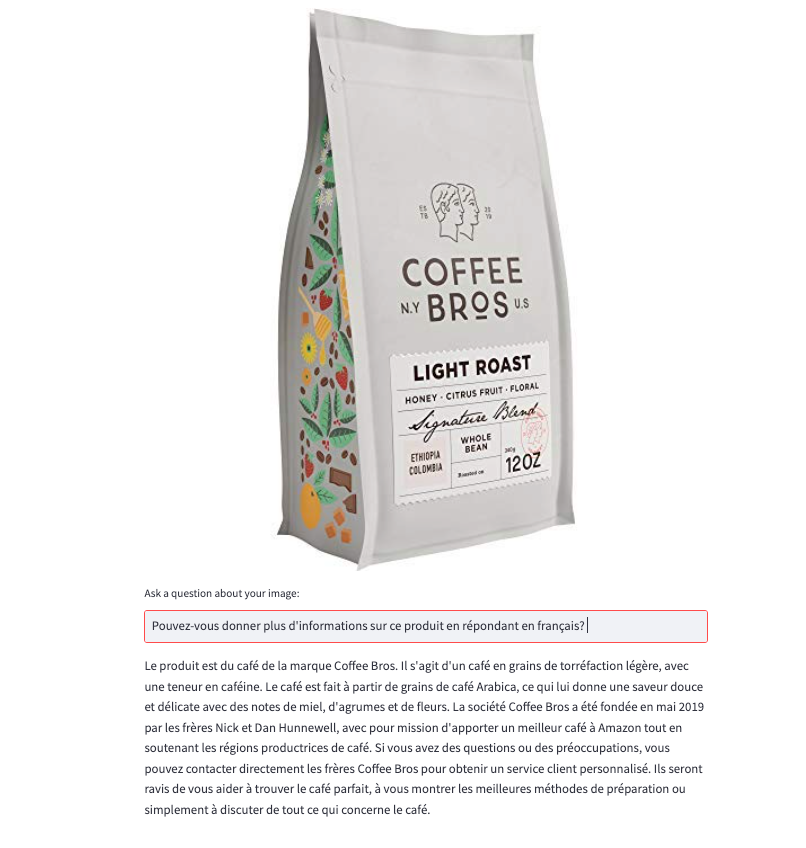 ES
TB
20
19
COFFEE
N.Y BROS U.S
LIGHT ROAST
HONEY · CITRUS FRUIT · FLORAL
Signature Blend
ETHIOPIA
COLOMBIA
WHOLE
BEAN
Roasted on
340g
12OZ
Ask a question about your image:
Pouvez-vous donner plus d'informations sur ce produit en répondant en français?
Le produit est du café de la marque Coffee Bros. Il s'agit d'un café en grains de torréfaction légère, avec
une teneur en caféine. Le café est fait à partir de grains de café Arabica, ce qui lui donne une saveur douce
et délicate avec des notes de miel, d'agrumes et de fleurs. La société Coffee Bros a été fondée en mai 2019
par les frères Nick et Dan Hunnewell, avec pour mission d'apporter un meilleur café à Amazon tout en
soutenant les régions productrices de café. Si vous avez des questions ou des préoccupations, vous
pouvez contacter directement les frères Coffee Bros pour obtenir un service client personnalisé. Ils seront
ravis de vous aider à trouver le café parfait, à vous montrer les meilleures méthodes de préparation ou
simplement à discuter de tout ce qui concerne le café.